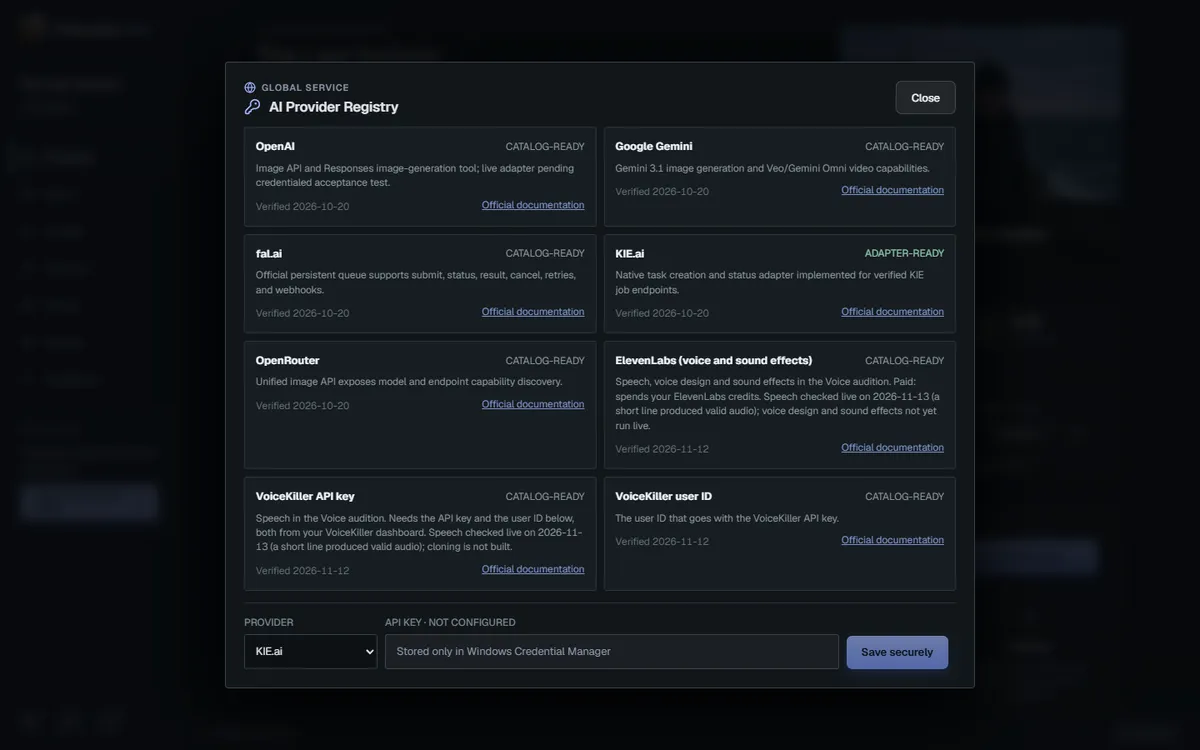 GLOBAL SERVICE
AI Provider Registry
Close
OpenAI
CATALOG-READY
Image API and Responses image-generation tool; live adapter pending
credentialed acceptance test.
Verified 2026-10-20
Official documentation
Google Gemini
CATALOG-READY
Gemini 3.1 image generation and Veo/Gemini Omni video capabilities.
Verified 2026-10-20
Official documentation
fal.ai
CATALOG-READY
Official persistent queue supports submit, status, result, cancel, retries,
and webhooks.
Verified 2026-10-20
Official documentation
KIE.ai
ADAPTER-READY
Native task creation and status adapter implemented for verified KIE
job endpoints.
Verified 2026-10-20
Official documentation
OpenRouter
CATALOG-READY
Unified image API exposes model and endpoint capability discovery.
Verified 2026-10-20
Official documentation
ElevenLabs (voice and sound effects)
CATALOG-READY
Speech, voice design and sound effects in the Voice audition. Paid:
spends your ElevenLabs credits. Speech checked live on 2026-11-13 (a
short line produced valid audio); voice design and sound effects not yet
run live.
Verified 2026-11-12
Official documentation
VoiceKiller API key
CATALOG-READY
Speech in the Voice audition. Needs the API key and the user ID below,
both from your VoiceKiller dashboard. Speech checked live on 2026-11-
13 (a short line produced valid audio); cloning is not built.
Verified 2026-11-12
Official documentation
VoiceKiller user ID
CATALOG-READY
The user ID that goes with the VoiceKiller API key.
Verified 2026-11-12
Official documentation
PROVIDER
API KEY · NOT CONFIGURED
KIE.ai
Stored only in Windows Credential Manager
Save securely